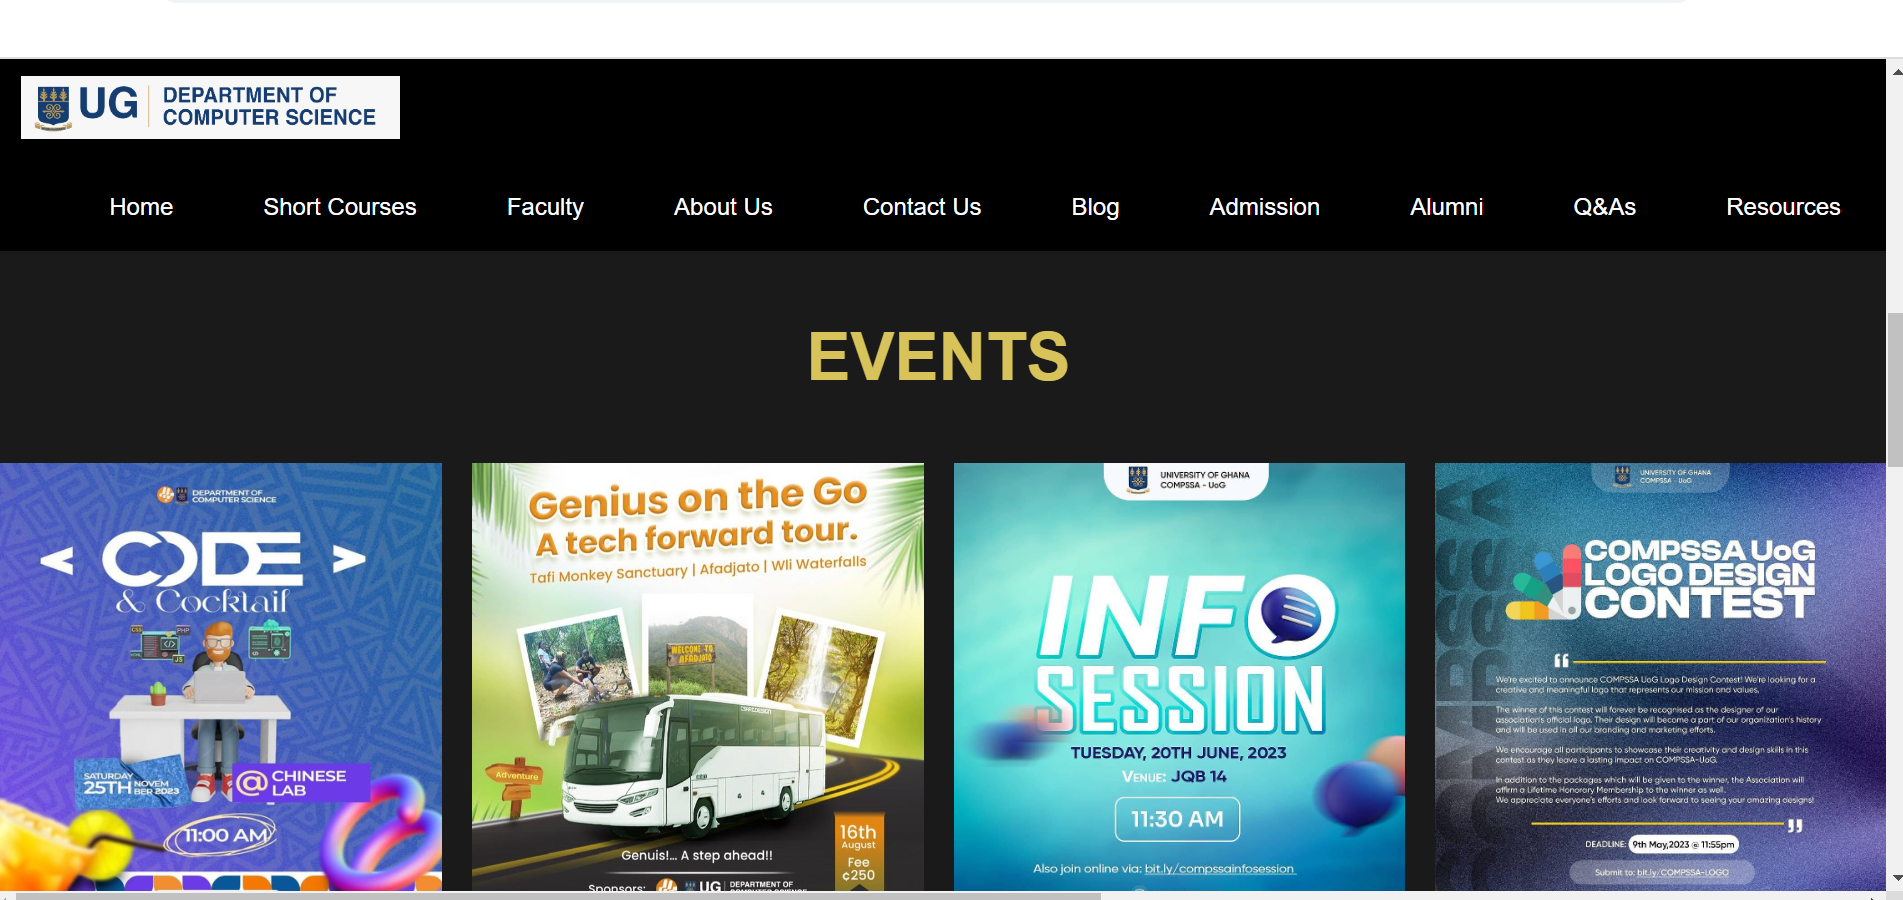 UG
DEPARTMENT OF
COMPUTER SCIENCE
Home Short Courses Faculty About Us Contact Us Blog Admission Alumni Q&As Resources
EVENTS
DEPARTMENT OF
COMPUTER SCIENCE
< CODE >
& Cocktail
CSS
PHP
</>
JS
SATURDAY
25TH NOVEM
BER 2023
@ CHINESE
LAB
11:00 AM
Genius on the Go
A tech forward tour.
Tafi Monkey Sanctuary | Afadjato | Wli Waterfalls
WELCOME TO
AFADJATO
Adventure
16th
August
Fee
¢250
Genuis!... A step ahead!!
Sponsors: UG DEPARTMENT OF
UNIVERSITY OF GHANA
COMPSSA - UoG
INFO
SESSION
TUESDAY, 20TH JUNE, 2023
VENUE: JQB 14
11:30 AM
Also join online via: bit.ly/compssainfosession
UNIVERSITY OF GHANA
COMPSSA - UoG
COMPSSA
COMPSSA UoG
LOGO DESIGN
CONTEST
We're excited to announce COMPSSA UoG Logo Design Contest! We're looking for a
creative and meaningful logo that represents our mission and values.
The winner of this contest will forever be recognised as the designer of our
association's official logo. Their design will become a part of our organization's history
and will be used in all our branding and marketing efforts.
We encourage all participants to showcase their creativity and design skills in this
contest as they leave a lasting impact on COMPSSA-UoG.
In addition to the packages which will be given to the winner, the Association will
affirm a Lifetime Honorary Membership to the winner as well.
We appreciate everyone's efforts and look forward to seeing your amazing designs!
DEADLINE: 9th May,2023 @ 11:55pm
Submit to: bit.ly/COMPSSA-LOGO